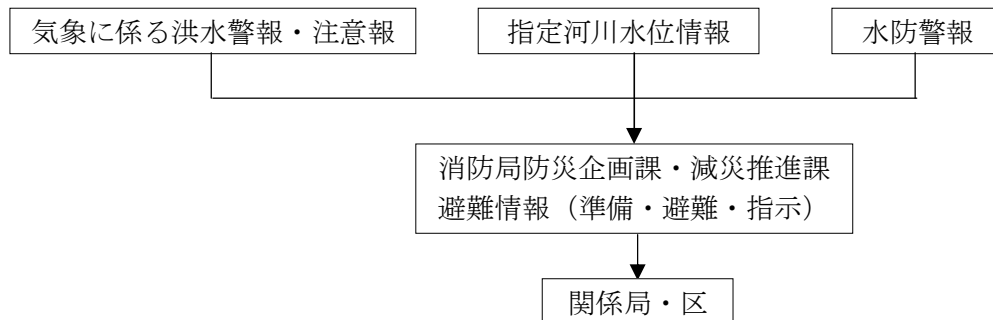 気象に係る洪水警報・注意報
指定河川水位情報
水防警報
消防局防災企画課・減災推進課
避難情報（準備・避難・指示）
関係局・区